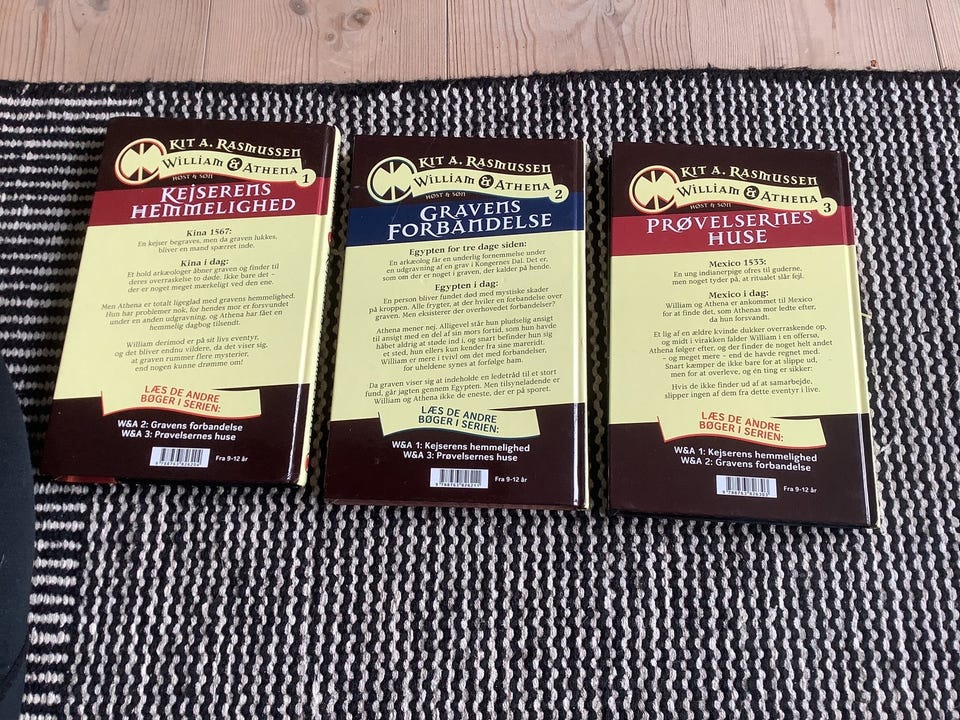 KIT A. RASMUSSEN
WILLIAM & ATHENA 1
HØST & SØN
KEJSERENS
HEMMELIGHED
Kina 1567:
En kejser begraves, men da graven lukkes,
bliver en mand spærret inde.
Kina i dag:
Et hold arkæologer åbner graven og finder til
deres overraskelse to døde. Ikke bare det –
der er noget meget mærkeligt ved den ene.
Men Athena er totalt ligeglad med gravens hemmelighed.
Hun har problemer nok, for hendes mor er forsvundet
under en anden udgravning, og Athena har fået en
hemmelig dagbog tilsendt.
William derimod er på sit livs eventyr,
og det bliver endnu vildere, da det viser sig,
at graven rummer flere mysterier,
end nogen kunne drømme om!
LÆS DE ANDRE
BØGER I SERIEN:
W&A 2: Gravens forbandelse
W&A 3: Prøvelsernes huse
Fra 9-12 år
KIT A. RASMUSSEN
WILLIAM & ATHENA 2
HØST & SØN
GRAVENS
FORBANDELSE
Egypten for tre dage siden:
En arkæolog får en underlig fornemmelse under
en udgravning af en grav i Kongernes Dal. Det er,
som om der er noget i graven, der kalder på hende.
Egypten i dag:
En person bliver fundet død med mystiske skader
på kroppen. Alle frygter, at der hviler en forbandelse over
graven. Men eksisterer der overhovedet forbandelser?
Athena mener nej. Alligevel står hun pludselig ansigt
til ansigt med en del af sin mors fortid, som hun havde
håbet aldrig at støde ind i, og snart befinder hun sig
et sted, hun ellers kun kender fra sine mareridt.
William er mere i tvivl om det med forbandelser,
for uheldene synes at forfølge ham.
Da graven viser sig at indeholde en ledetråd til et stort
fund, går jagten gennem Egypten. Men tilsyneladende er
William og Athena ikke de eneste, der er på sporet.
LÆS DE ANDRE
BØGER I SERIEN:
W&A 1: Kejserens hemmelighed
W&A 3: Prøvelsernes huse
Fra 9-12 år
KIT A. RASMUSSEN
WILLIAM & ATHENA 3
HØST & SØN
PRØVELSERNES
HUSE
Mexico 1533:
En ung indianerpige ofres til guderne,
men noget tyder på, at ritualet slår fejl.
Mexico i dag:
William og Athena er ankommet til Mexico
for at finde det, som Athenas mor ledte efter,
da hun forsvandt.
Et lig af en ældre kvinde dukker overraskende op,
og midt i virakken falder William i en offersø.
Athena følger efter, og der finder de noget helt andet
– og meget mere – end de havde regnet med.
Snart kæmper de ikke bare for at slippe ud,
men for at overleve, og én ting er sikker:
Hvis de ikke finder ud af at samarbejde,
slipper ingen af dem fra dette eventyr i live.
LÆS DE ANDRE
BØGER I SERIEN:
W&A 1: Kejserens hemmelighed
W&A 2: Gravens forbandelse
Fra 9-12 år